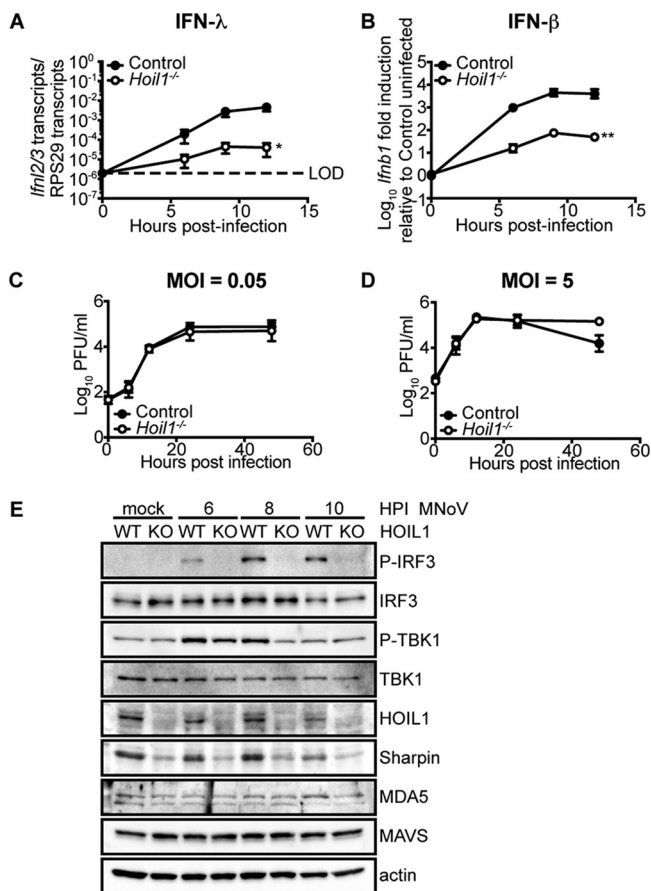 A
IFN-λ
Ifnl2/3 transcripts/
RPS29 transcripts
10⁰
10⁻¹
10⁻²
10⁻³
10⁻⁴
10⁻⁵
10⁻⁶
10⁻⁷
Control
Hoil1⁻/⁻
*
LOD
0 5 10 15
Hours post-infection
B
IFN-β
Log₁₀ Ifnb1 fold induction
relative to Control uninfected
5
4
3
2
1
0
-1
Control
Hoil1⁻/⁻
**
0 5 10 15
Hours post-infection
C
MOI = 0.05
Log₁₀ PFU/ml
6
4
2
0
Control
Hoil1⁻/⁻
0 20 40 60
Hours post infection
D
MOI = 5
Log₁₀ PFU/ml
6
4
2
0
Control
Hoil1⁻/⁻
0 20 40 60
Hours post infection
E
mock 6 8 10 HPI MNoV
WT KO WT KO WT KO WT KO HOIL1
P-IRF3
IRF3
P-TBK1
TBK1
HOIL1
Sharpin
MDA5
MAVS
actin